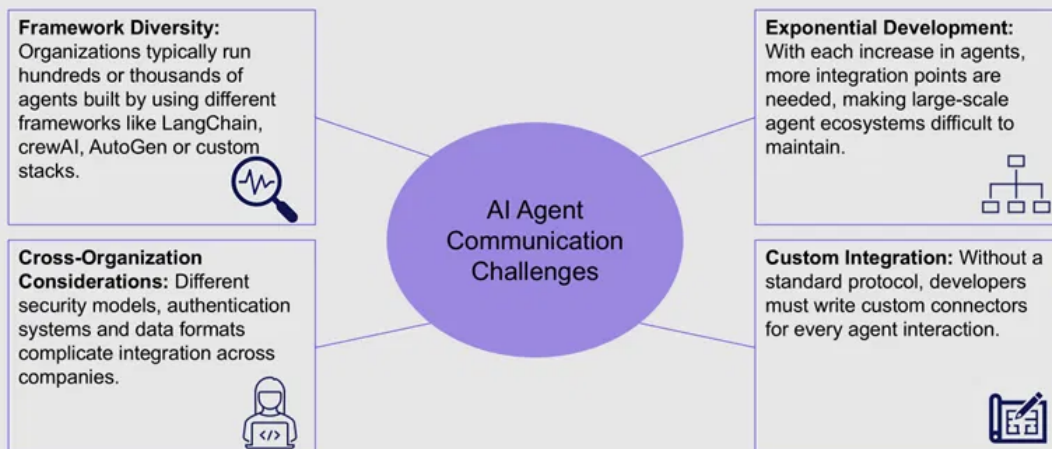 Framework Diversity:
Organizations typically run
hundreds or thousands of
agents built by using different
frameworks like LangChain,
crewAI, AutoGen or custom
stacks.
Exponential Development:
With each increase in agents,
more integration points are
needed, making large-scale
agent ecosystems difficult to
maintain.
AI Agent
Communication
Challenges
Cross-Organization
Considerations: Different
security models, authentication
systems and data formats
complicate integration across
companies.
</>
Custom Integration: Without a
standard protocol, developers
must write custom connectors
for every agent interaction.